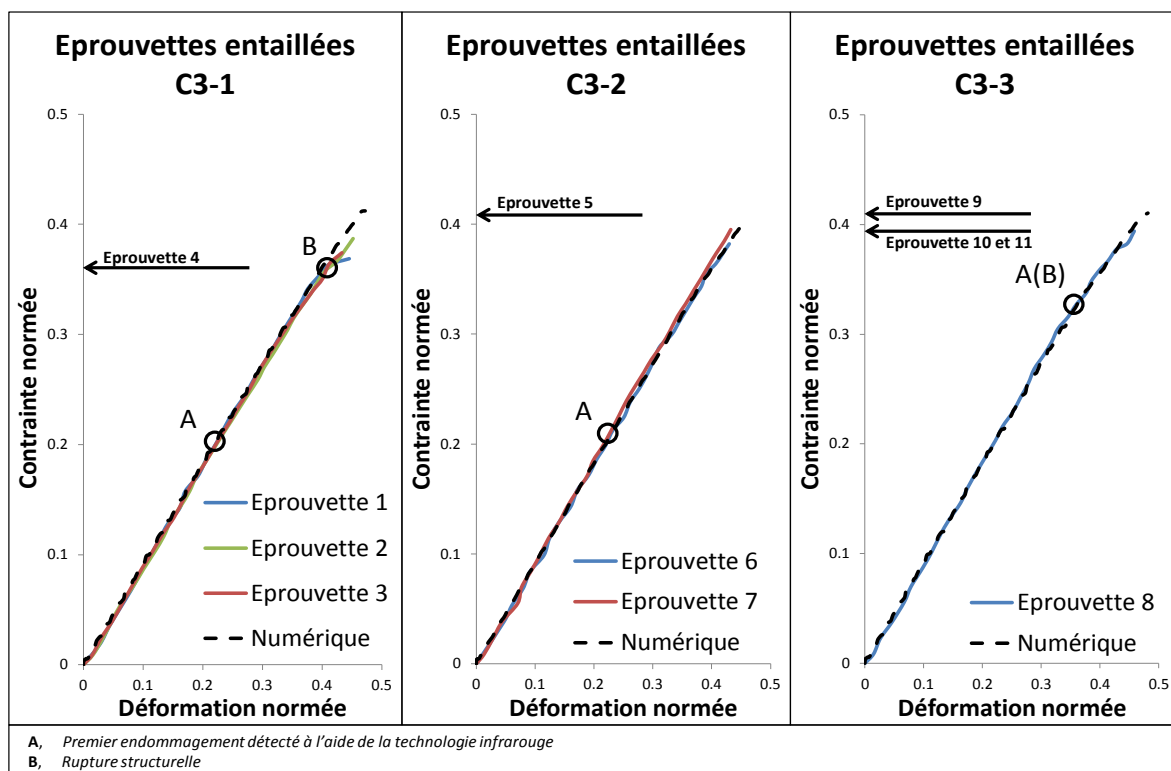 Eprouvettes entaillées
C3-1
0.5
0.4
0.3
0.2
0.1
0
0
0.1
0.2
0.3
0.4
0.5
Contrainte normée
Déformation normée
Eprouvette 4
B
A
Eprouvette 1
Eprouvette 2
Eprouvette 3
Numérique
Eprouvettes entaillées
C3-2
0.5
0.4
0.3
0.2
0.1
0
0
0.1
0.2
0.3
0.4
0.5
Contrainte normée
Déformation normée
Eprouvette 5
A
Eprouvette 6
Eprouvette 7
Numérique
Eprouvettes entaillées
C3-3
0.5
0.4
0.3
0.2
0.1
0
0
0.1
0.2
0.3
0.4
0.5
Contrainte normée
Déformation normée
Eprouvette 9
Eprouvette 10 et 11
A(B)
Eprouvette 8
Numérique
A, Premier endommagement détecté à l'aide de la technologie infrarouge
B, Rupture structurelle